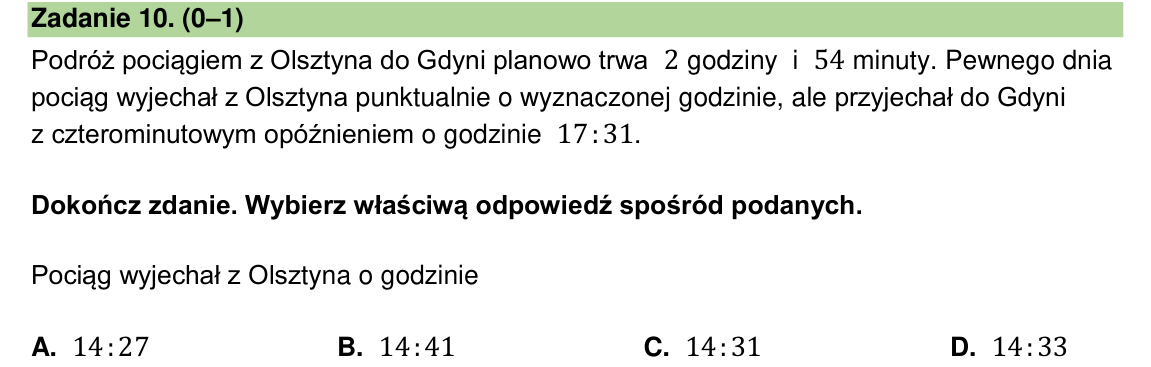 Zadanie 10. (0–1)
Podróż pociągiem z Olsztyna do Gdyni planowo trwa 2 godziny i 54 minuty. Pewnego dnia
pociąg wyjechał z Olsztyna punktualnie o wyznaczonej godzinie, ale przyjechał do Gdyni
z czterominutowym opóźnieniem o godzinie 17:31.
Dokończ zdanie. Wybierz właściwą odpowiedź spośród podanych.
Pociąg wyjechał z Olsztyna o godzinie
A. 14:27 B. 14:41 C. 14:31 D. 14:33